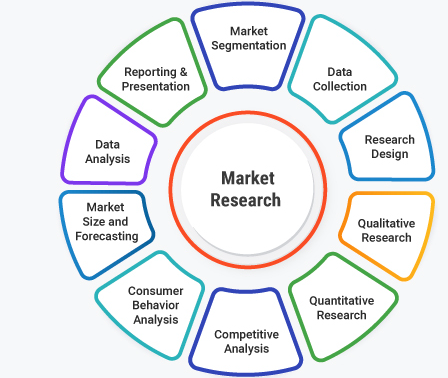 Market
Segmentation
Data
Collection
Research
Design
Qualitative
Research
Quantitative
Research
Competitive
Analysis
Consumer
Behavior
Analysis
Market
Size and
Forecasting
Data
Analysis
Reporting &
Presentation
Market
Research